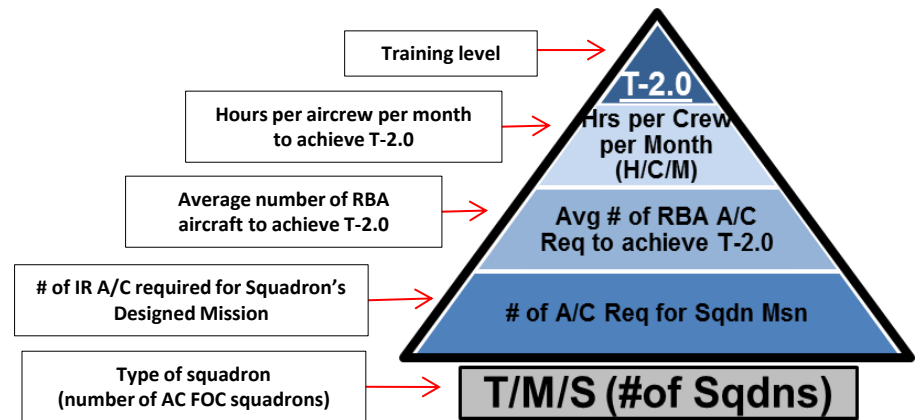 Training level
T-2.0
Hours per aircrew per month
to achieve T-2.0
Hrs per Crew
per Month
(H/C/M)
Average number of RBA
aircraft to achieve T-2.0
Avg # of RBA A/C
Req to achieve T-2.0
# of IR A/C required for Squadron's
Designed Mission
# of A/C Req for Sqdn Msn
Type of squadron
(number of AC FOC squadrons)
T/M/S (#of Sqdns)